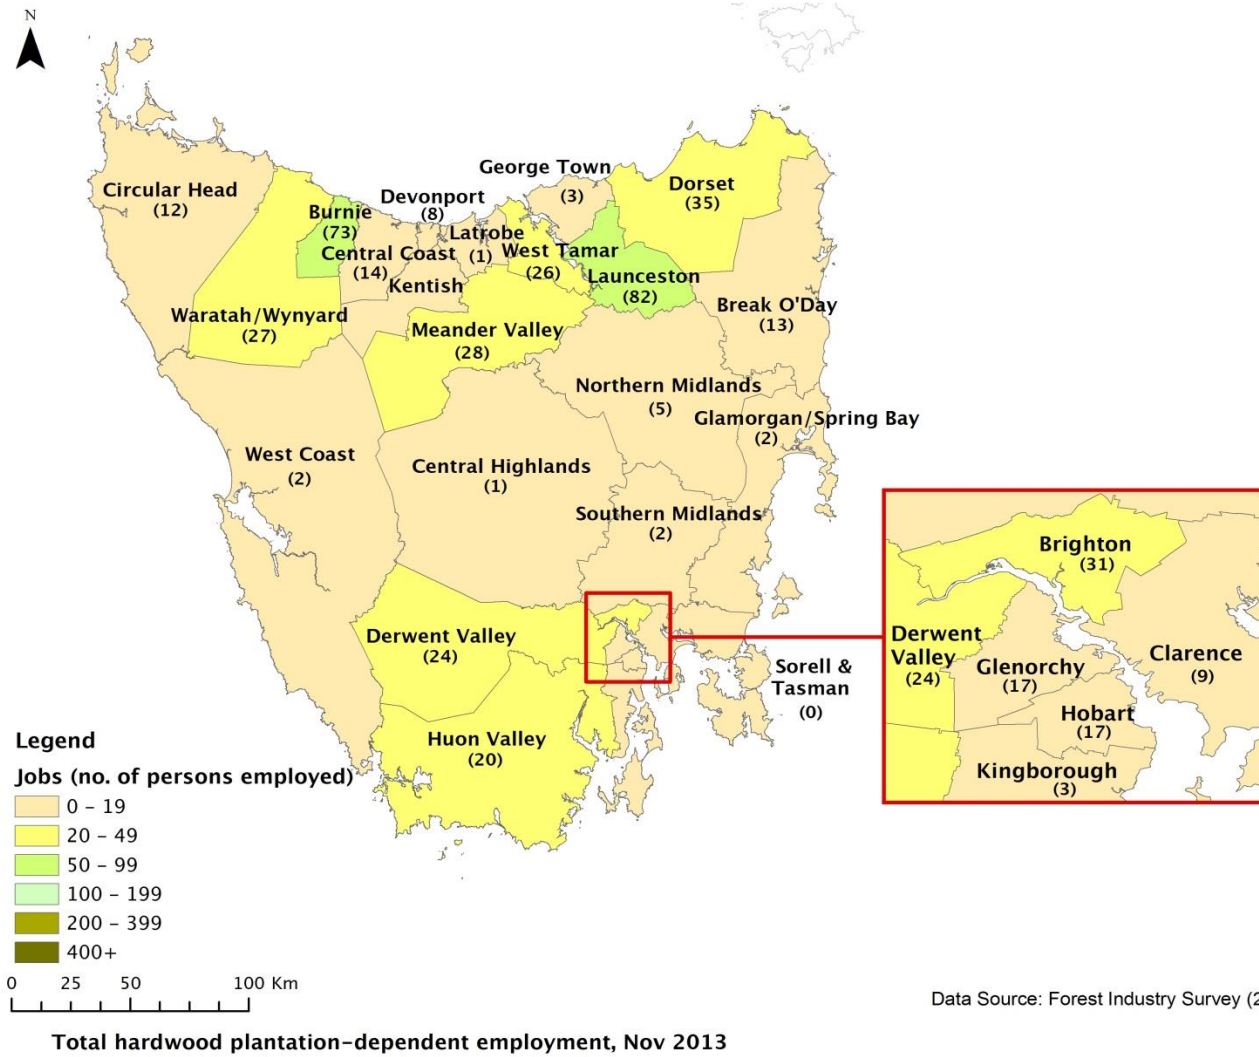 N
George Town
(3)
Dorset
(35)
Circular Head
(12)
Devonport
(8)
Burnie
(73)
Latrobe
(1)
Central Coast
(14)
West Tamar
(26)
Kentish
Launceston
(82)
Waratah/Wynyard
(27)
Meander Valley
(28)
Break O'Day
(13)
Northern Midlands
(5)
Glamorgan/Spring Bay
(2)
West Coast
(2)
Central Highlands
(1)
Southern Midlands
(2)
Derwent Valley
(24)
Huon Valley
(20)
Sorell &
Tasman
(0)
Brighton
(31)
Derwent
Valley
(24)
Glenorchy
(17)
Clarence
(9)
Hobart
(17)
Kingborough
(3)
Legend
Jobs (no. of persons employed)
0 – 19
20 – 49
50 – 99
100 – 199
200 – 399
400+
0 25 50 100 Km
Data Source: Forest Industry Survey (2
Total hardwood plantation-dependent employment, Nov 2013